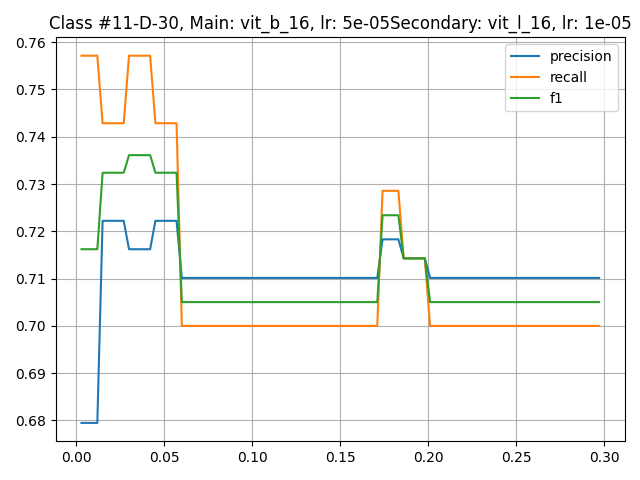 Class #11-D-30, Main: vit_b_16, lr: 5e-05Secondary: vit_l_16, lr: 1e-05
0.76
0.75
0.74
0.73
0.72
0.71
0.70
0.69
0.68
precision
recall
f1
0.00 0.05 0.10 0.15 0.20 0.25 0.30